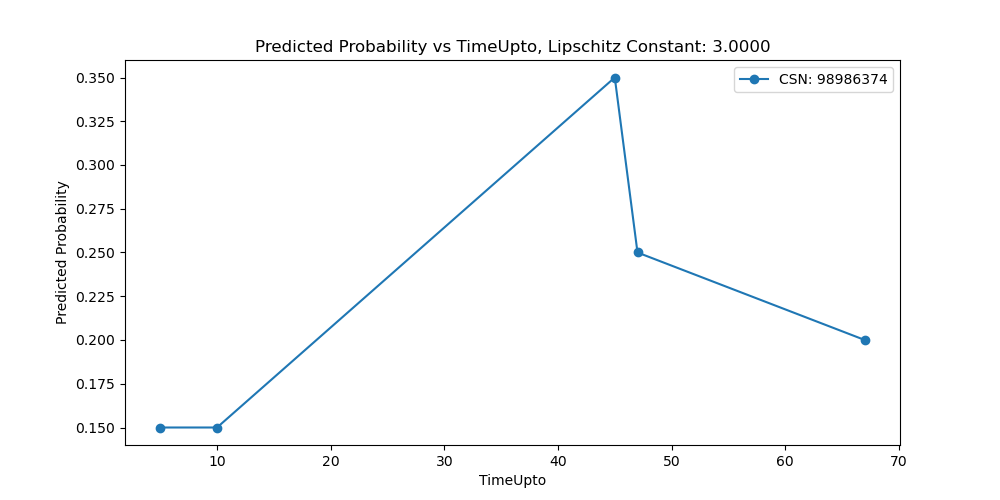 Predicted Probability vs TimeUpto, Lipschitz Constant: 3.0000
CSN: 98986374
Predicted Probability
0.350
0.325
0.300
0.275
0.250
0.225
0.200
0.175
0.150
10 20 30 40 50 60 70
TimeUpto